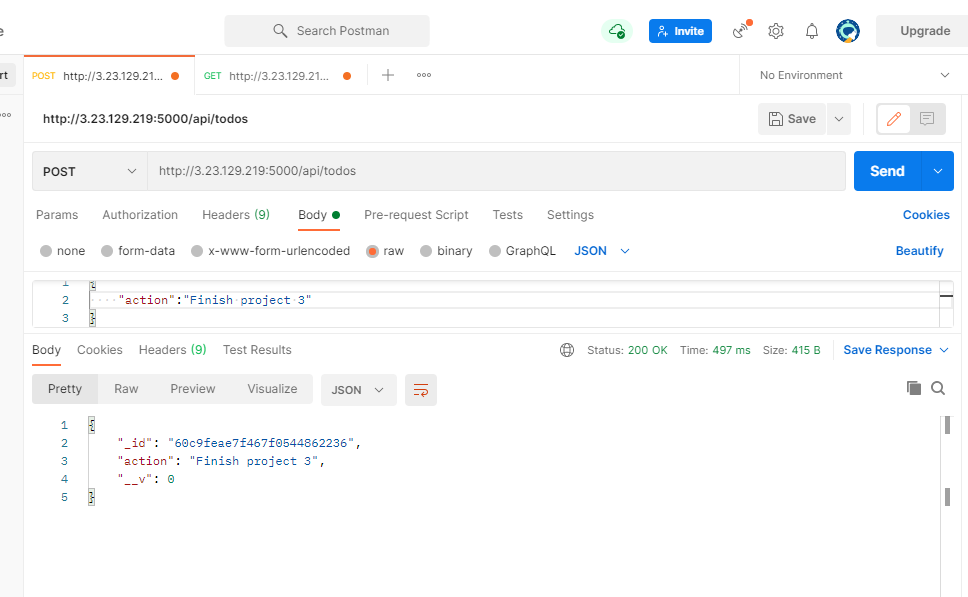 e
Search Postman
Invite
Upgrade
rt
POST http://3.23.129.21...
GET http://3.23.129.21...
No Environment
http://3.23.129.219:5000/api/todos
Save
POST
http://3.23.129.219:5000/api/todos
Send
Params Authorization Headers (9) Body Pre-request Script Tests Settings Cookies
none form-data x-www-form-urlencoded raw binary GraphQL JSON Beautify
1 {
2 "action":"Finish project 3"
3 }
Body Cookies Headers (9) Test Results Status: 200 OK Time: 497 ms Size: 415 B Save Response
Pretty Raw Preview Visualize JSON
1 {
2 "_id": "60c9feae7f467f0544862236",
3 "action": "Finish project 3",
4 "__v": 0
5 }